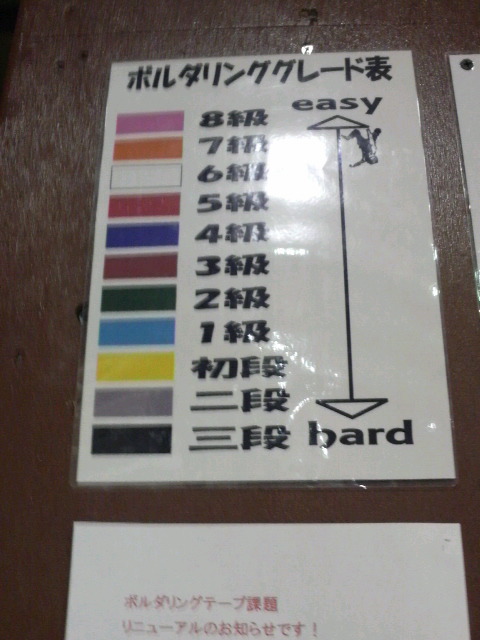 ボルダリンググレード表
easy
8級
7級
6級
5級
4級
3級
2級
1級
初段
二段
三段 hard
ボルダリングテープ課題
リニューアルのお知らせです！